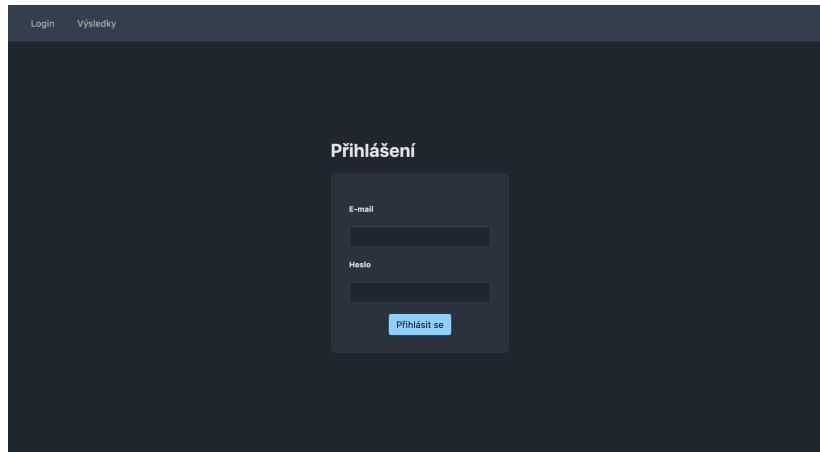 Login Výsledky
Přihlášení
E-mail
Heslo
Přihlásit se